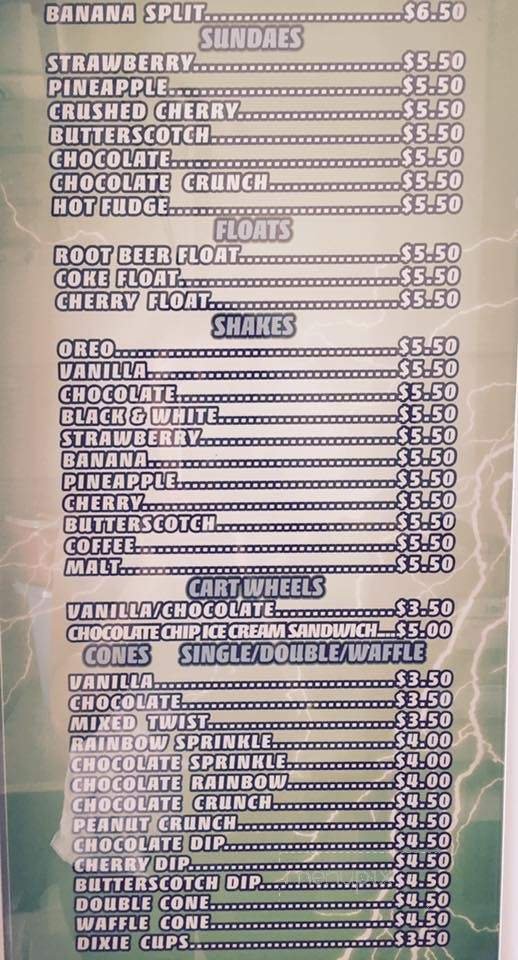 BANANA SPLIT..............................$6.50
SUNDAES
STRAWBERRY..............................$5.50
PINEAPPLE..............................$5.50
CRUSHED CHERRY..............................$5.50
BUTTERSCOTCH..............................$5.50
CHOCOLATE..............................$5.50
CHOCOLATE CRUNCH..............................$5.50
HOT FUDGE..............................$5.50
FLOATS
ROOT BEER FLOAT..............................$5.50
COKE FLOAT..............................$5.50
CHERRY FLOAT..............................$5.50
SHAKES
OREO..............................$5.50
VANILLA..............................$5.50
CHOCOLATE..............................$5.50
BLACK & WHITE..............................$5.50
STRAWBERRY..............................$5.50
BANANA..............................$5.50
PINEAPPLE..............................$5.50
CHERRY..............................$5.50
BUTTERSCOTCH..............................$5.50
COFFEE..............................$5.50
MALT..............................$5.50
CARTWHEELS
VANILLA/CHOCOLATE..............................$3.50
CHOCOLATE CHIP ICE CREAM SANDWICH....$5.00
CONES SINGLE/DOUBLE/WAFFLE
VANILLA..............................$3.50
CHOCOLATE..............................$3.50
MIXED TWIST..............................$3.50
RAINBOW SPRINKLE..............................$4.00
CHOCOLATE SPRINKLE..............................$4.00
CHOCOLATE RAINBOW..............................$4.00
CHOCOLATE CRUNCH..............................$4.50
PEANUT CRUNCH..............................$4.50
CHOCOLATE DIP..............................$4.50
CHERRY DIP..............................$4.50
BUTTERSCOTCH DIP..............................$4.50
DOUBLE CONE..............................$4.50
WAFFLE CONE..............................$4.50
DIXIE CUPS..............................$3.50